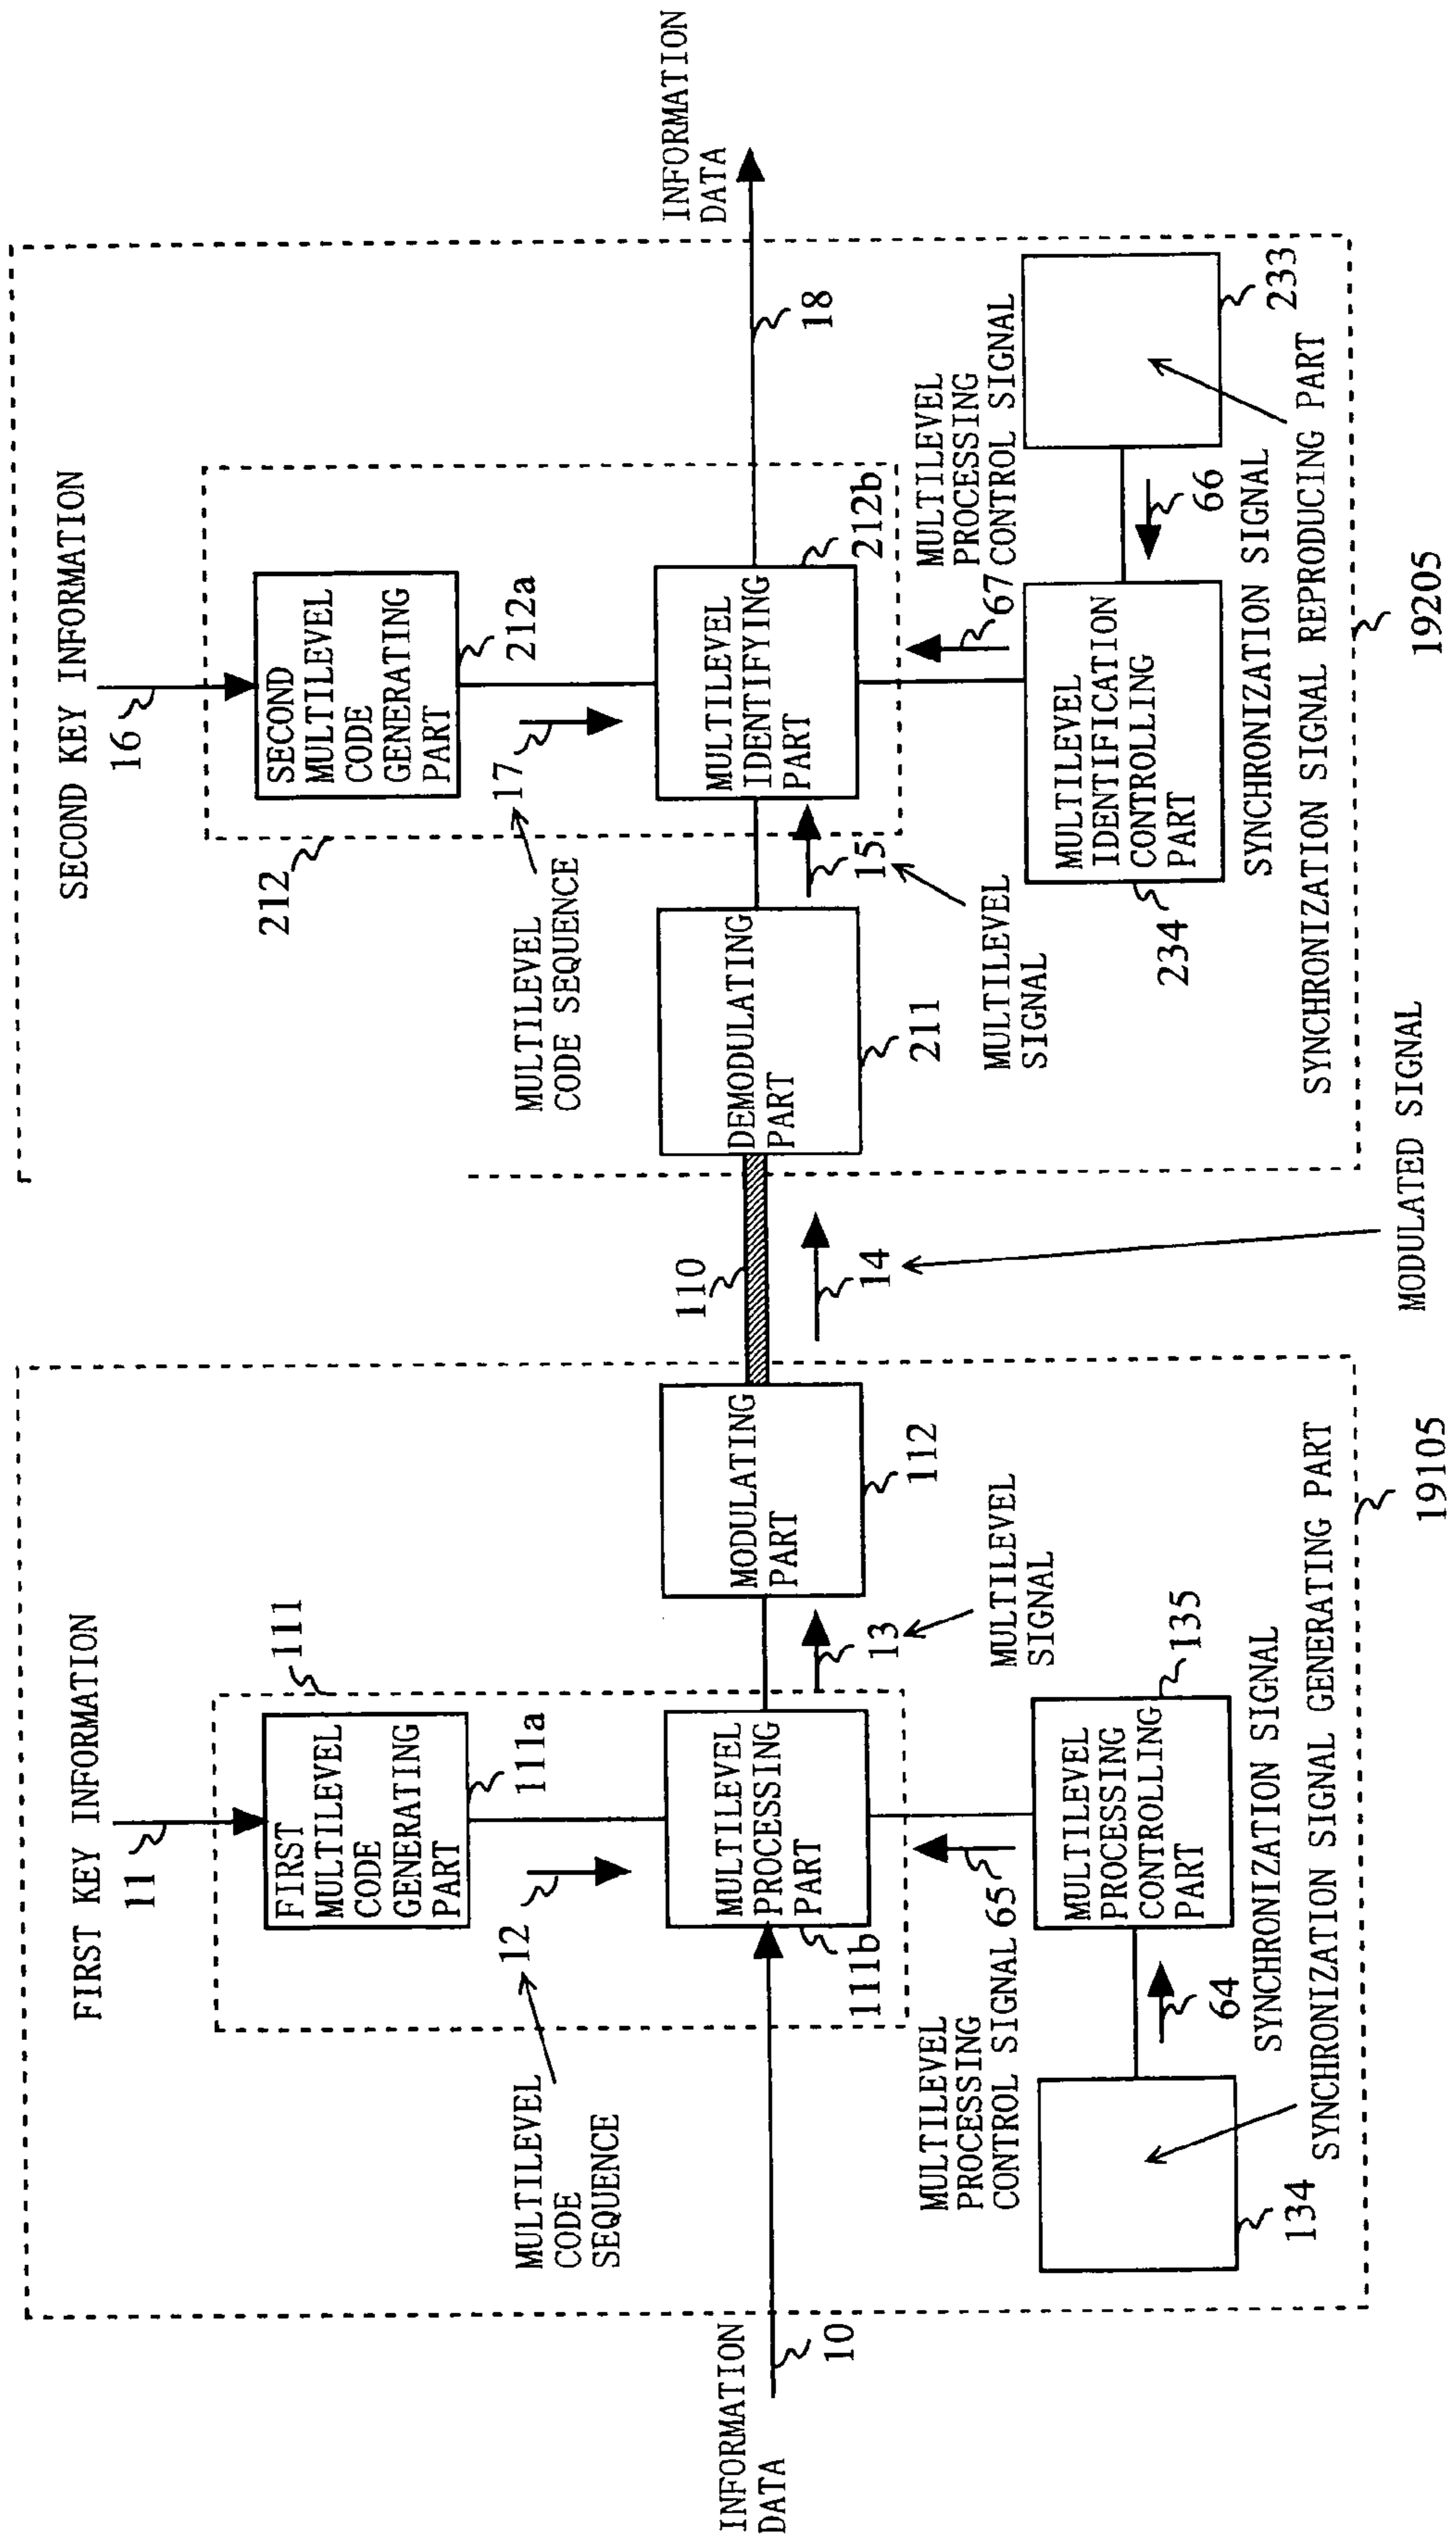 FIRST KEY INFORMATION
11
111
FIRST
MULTILEVEL
CODE
GENERATING
PART
111a
12
MULTILEVEL
CODE
SEQUENCE
INFORMATION
DATA
10
MULTILEVEL
PROCESSING
PART
111b
MODULATING
PART
112
13
MULTILEVEL
SIGNAL
MULTILEVEL
PROCESSING
CONTROL SIGNAL 65
MULTILEVEL
PROCESSING
CONTROLLING
PART
135
64
SYNCHRONIZATION SIGNAL
134
SYNCHRONIZATION SIGNAL GENERATING PART
19105
110
14
MODULATED SIGNAL
SECOND KEY INFORMATION
16
212
SECOND
MULTILEVEL
CODE
GENERATING
PART
212a
17
MULTILEVEL
CODE SEQUENCE
DEMODULATING
PART
211
15
MULTILEVEL
SIGNAL
MULTILEVEL
IDENTIFYING
PART
212b
18
INFORMATION
DATA
MULTILEVEL
PROCESSING
67 CONTROL SIGNAL
MULTILEVEL
IDENTIFICATION
CONTROLLING
PART
234
66
SYNCHRONIZATION SIGNAL
233
SYNCHRONIZATION SIGNAL REPRODUCING PART
19205